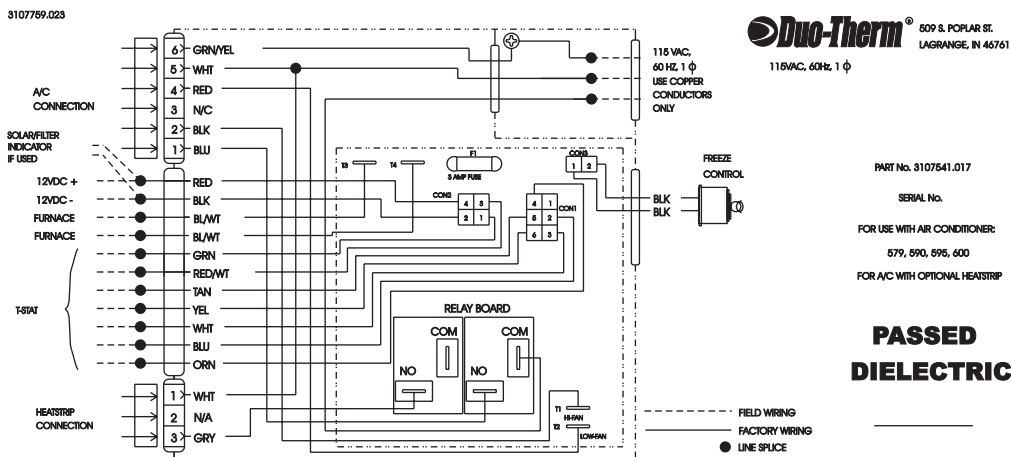 3107759.023
Duo-Therm®
509 S. POPLAR ST.
LAGRANGE, IN 46761
115VAC, 60Hz, 1 ϕ
6 GRN/YEL
5 WHT
4 RED
3 N/C
2 BLK
1 BLU
A/C
CONNECTION
SOLAR/FILTER
INDICATOR
IF USED
115 VAC,
60 HZ, 1 ϕ
USE COPPER
CONDUCTORS
ONLY
12VDC +
12VDC -
FURNACE
FURNACE
T-STAT
RED
BLK
BL/WT
BL/WT
GRN
RED/WT
TAN
YEL
WHT
BLU
ORN
T3
T4
F1
3 AMP FUSE
CON3
1 2
CON2
4 3
2 1
4 1
5 2
6 3
CON1
FREEZE
CONTROL
BLK
BLK
PART No. 3107541.017
SERIAL No.
FOR USE WITH AIR CONDITIONER:
579, 590, 595, 600
FOR A/C WITH OPTIONAL HEATSTRIP
RELAY BOARD
COM
NO
COM
NO
PASSED
DIELECTRIC
HEATSTRIP
CONNECTION
1 WHT
2 N/A
3 GRY
T1
HI-FAN
T2
LOW-FAN
FIELD WIRING
FACTORY WIRING
LINE SPLICE